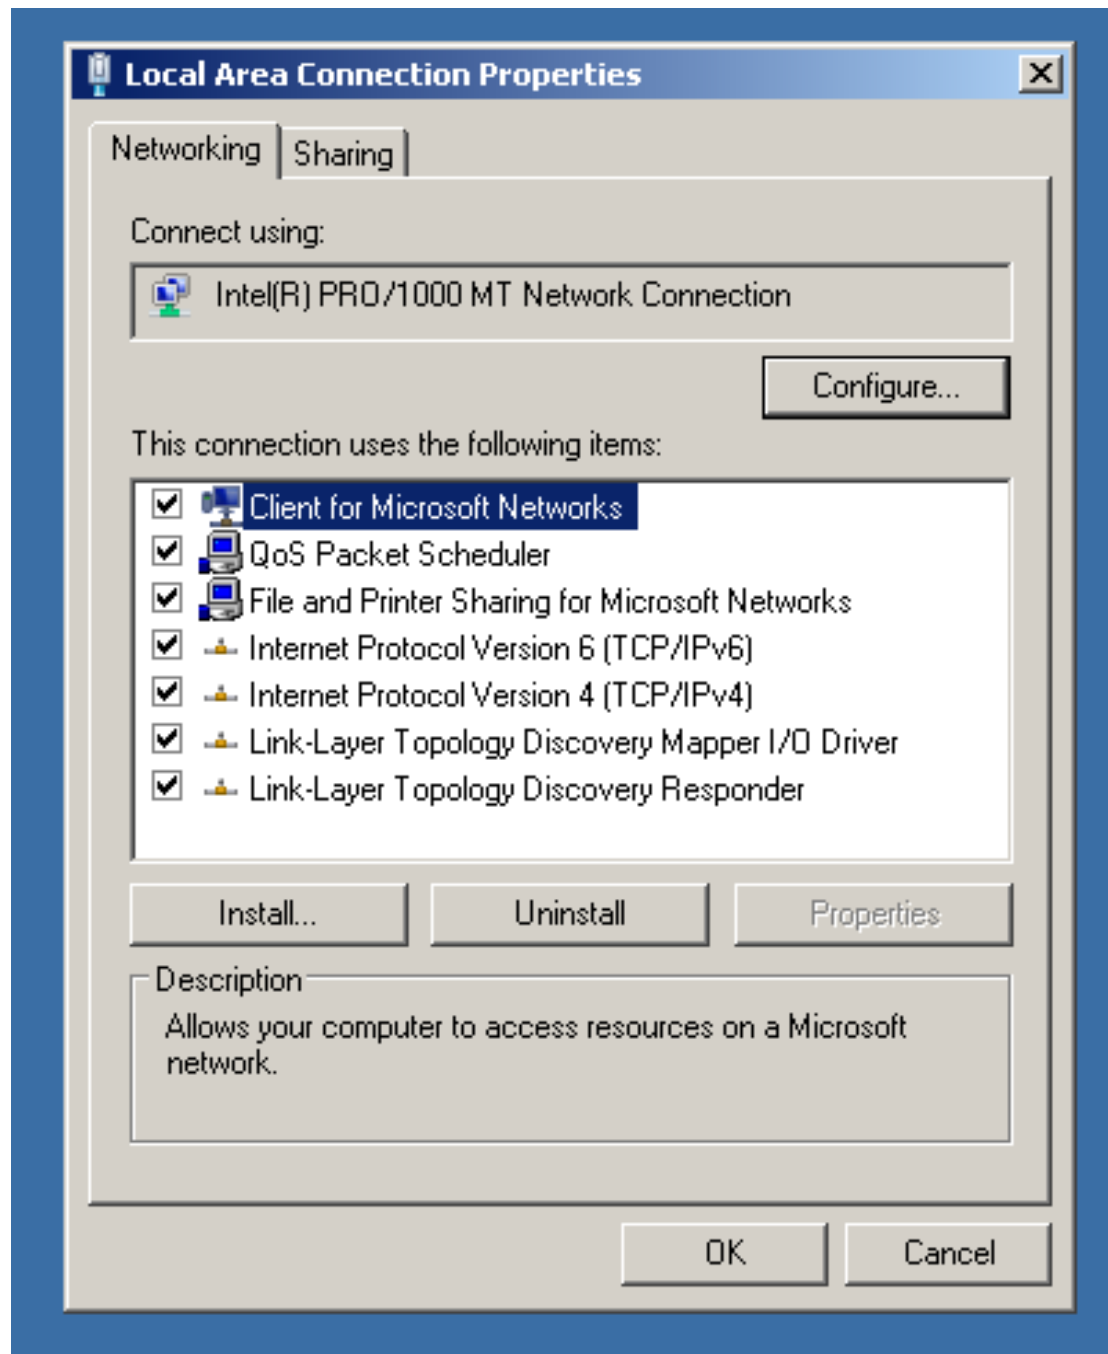 Local Area Connection Properties
Networking
Sharing
Connect using:
Intel(R) PRO/1000 MT Network Connection
Configure...
This connection uses the following items:
Client for Microsoft Networks
QoS Packet Scheduler
File and Printer Sharing for Microsoft Networks
Internet Protocol Version 6 (TCP/IPv6)
Internet Protocol Version 4 (TCP/IPv4)
Link-Layer Topology Discovery Mapper I/O Driver
Link-Layer Topology Discovery Responder
Install...
Uninstall
Properties
Description
Allows your computer to access resources on a Microsoft
network.
OK
Cancel